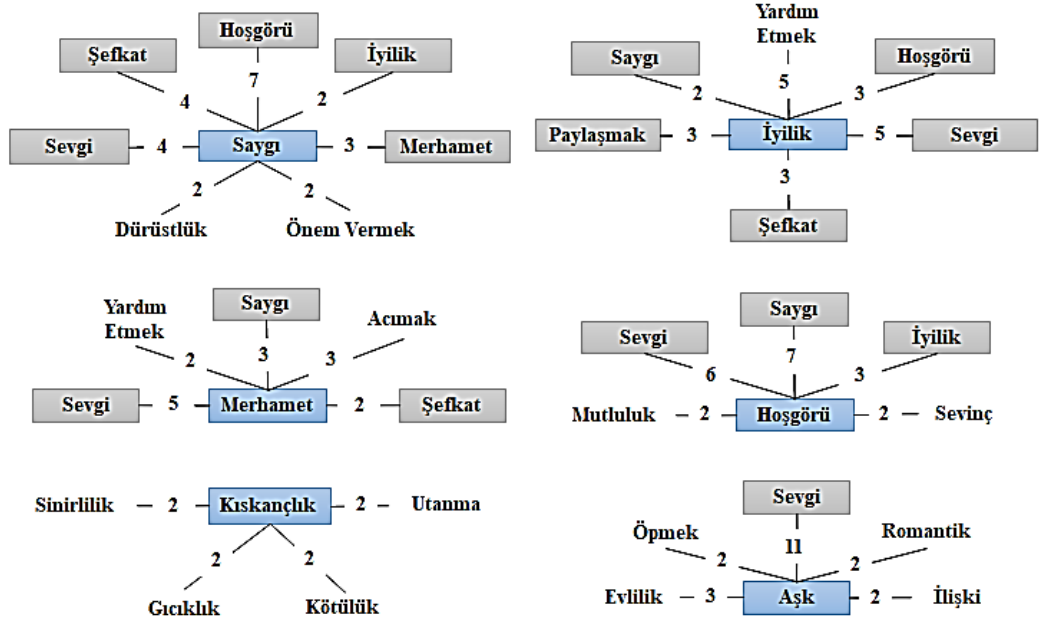 Hoşgörü
Şefkat
İyilik
7
4
2
Sevgi
4
Saygı
3
Merhamet
2
2
Dürüstlük
Önem Vermek
Yardım
Etmek
Saygı
Hoşgörü
5
2
3
Paylaşmak
3
İyilik
5
Sevgi
3
Şefkat
Yardım
Etmek
Saygı
Acımak
2
3
3
Sevgi
5
Merhamet
2
Şefkat
Saygı
Sevgi
İyilik
6
7
3
Mutluluk
2
Hoşgörü
2
Sevinç
Sinirlilik
2
Kıskançlık
2
Utanma
2
2
Gıcıklık
Kötülük
Sevgi
Öpmek
Romantik
11
2
2
Evlilik
3
Aşk
2
İlişki